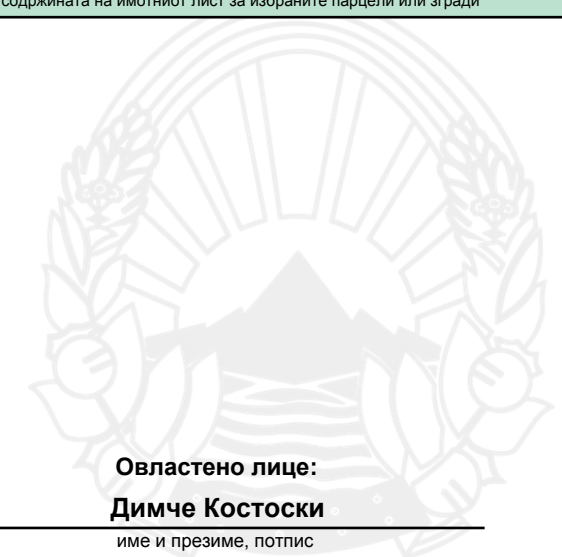 содржината на имотниот лист за избраните парцели или згради
Овластено лице:
Димче Костоски
име и презиме, потпис